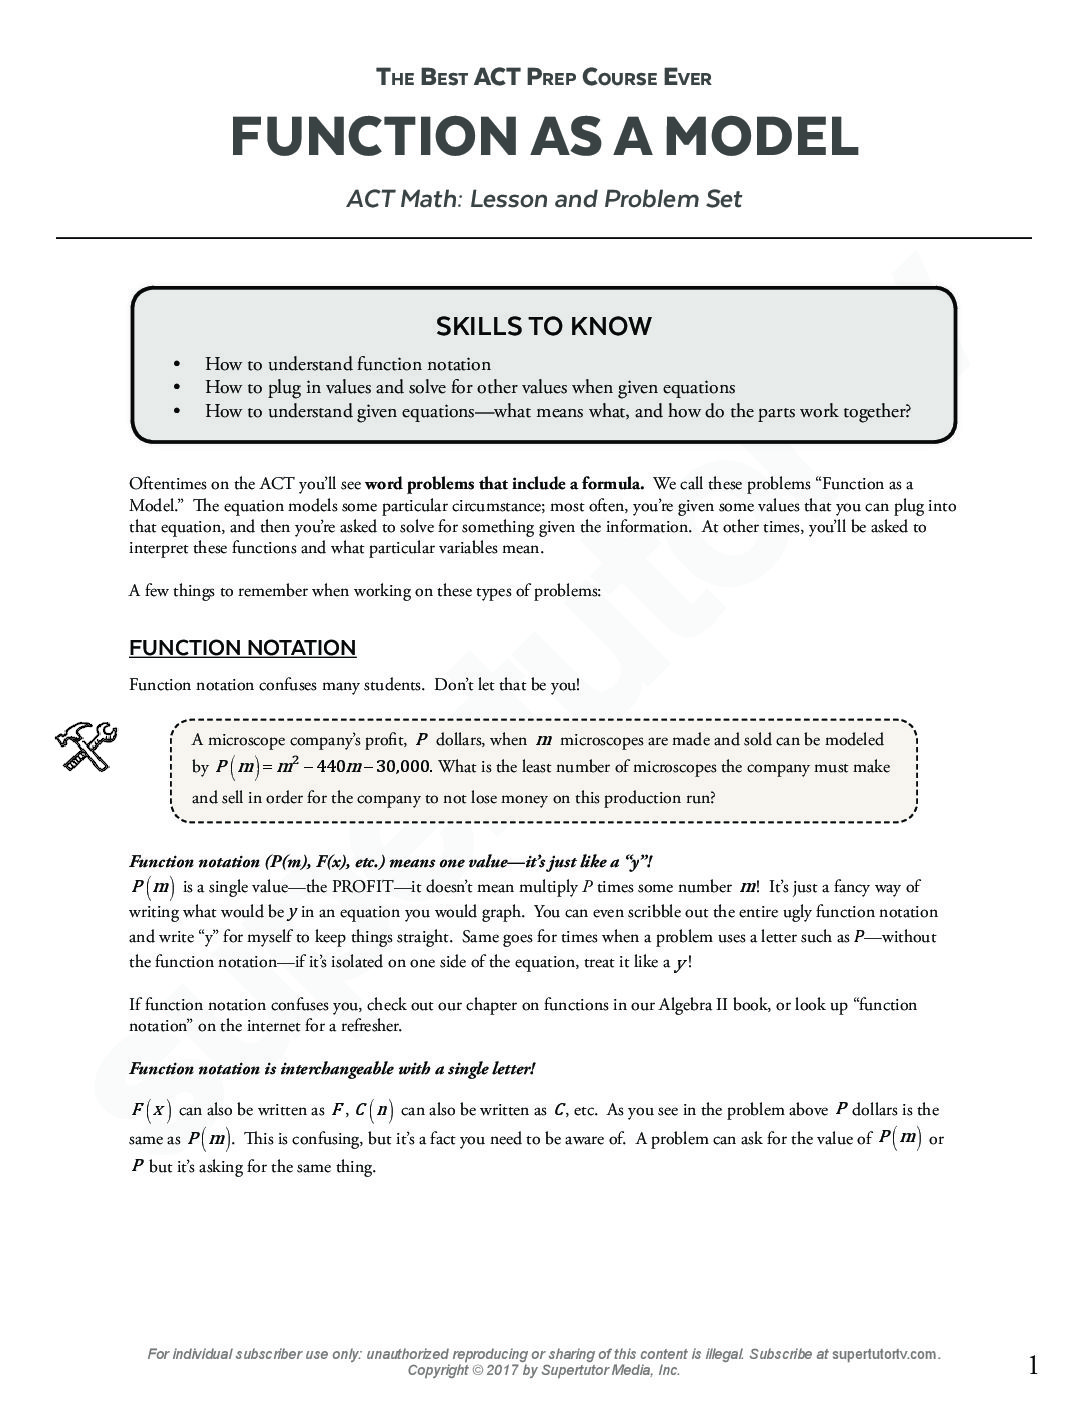 The Best ACT Prep Course Ever
FUNCTION AS A MODEL
ACT Math: Lesson and Problem Set
SKILLS TO KNOW
• How to understand function notation
• How to plug in values and solve for other values when given equations
• How to understand given equations—what means what, and how do the parts work together?
Oftentimes on the ACT you’ll see word problems that include a formula. We call these problems “Function as a
Model.” The equation models some particular circumstance; most often, you’re given some values that you can plug into
that equation, and then you’re asked to solve for something given the information. At other times, you’ll be asked to
interpret these functions and what particular variables mean.
A few things to remember when working on these types of problems:
FUNCTION NOTATION
Function notation confuses many students. Don’t let that be you!
A microscope company’s profit, P dollars, when m microscopes are made and sold can be modeled
by P(m) = m² – 440m – 30,000. What is the least number of microscopes the company must make
and sell in order for the company to not lose money on this production run?
Function notation (P(m), F(x), etc.) means one value—it’s just like a “y”!
P(m) is a single value—the PROFIT—it doesn’t mean multiply P times some number m! It’s just a fancy way of
writing what would be y in an equation you would graph. You can even scribble out the entire ugly function notation
and write “y” for myself to keep things straight. Same goes for times when a problem uses a letter such as P—without
the function notation—if it’s isolated on one side of the equation, treat it like a y!
If function notation confuses you, check out our chapter on functions in our Algebra II book, or look up “function
notation” on the internet for a refresher.
Function notation is interchangeable with a single letter!
F(x) can also be written as F, C(n) can also be written as C, etc. As you see in the problem above P dollars is the
same as P(m). This is confusing, but it’s a fact you need to be aware of. A problem can ask for the value of P(m) or
P but it’s asking for the same thing.
For individual subscriber use only: unauthorized reproducing or sharing of this content is illegal. Subscribe at supertutortv.com.
Copyright © 2017 by Supertutor Media, Inc.
1